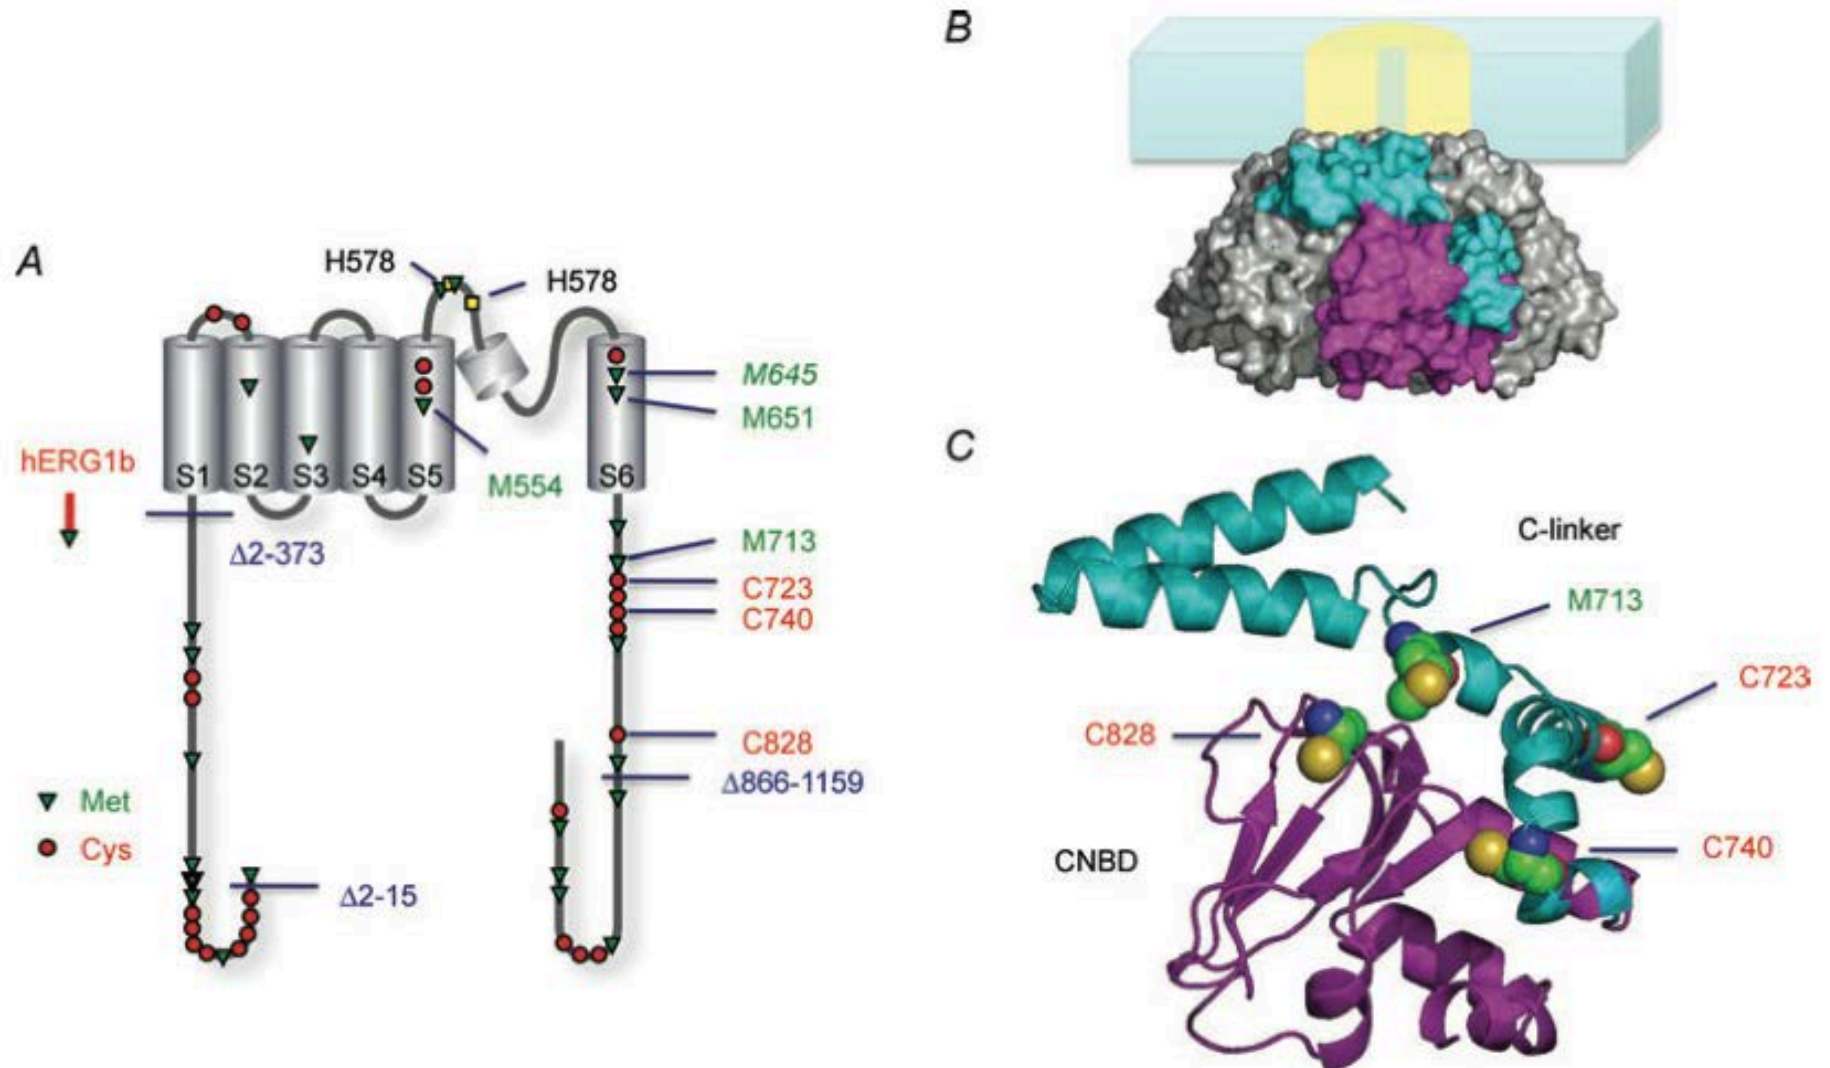 A
H578
H578
S1
S2
S3
S4
S5
S6
M645
M651
M554
hERG1b
Δ2-373
M713
C723
C740
C828
Δ866-1159
Met
Cys
Δ2-15
B
C
C-linker
M713
C723
C828
C740
CNBD